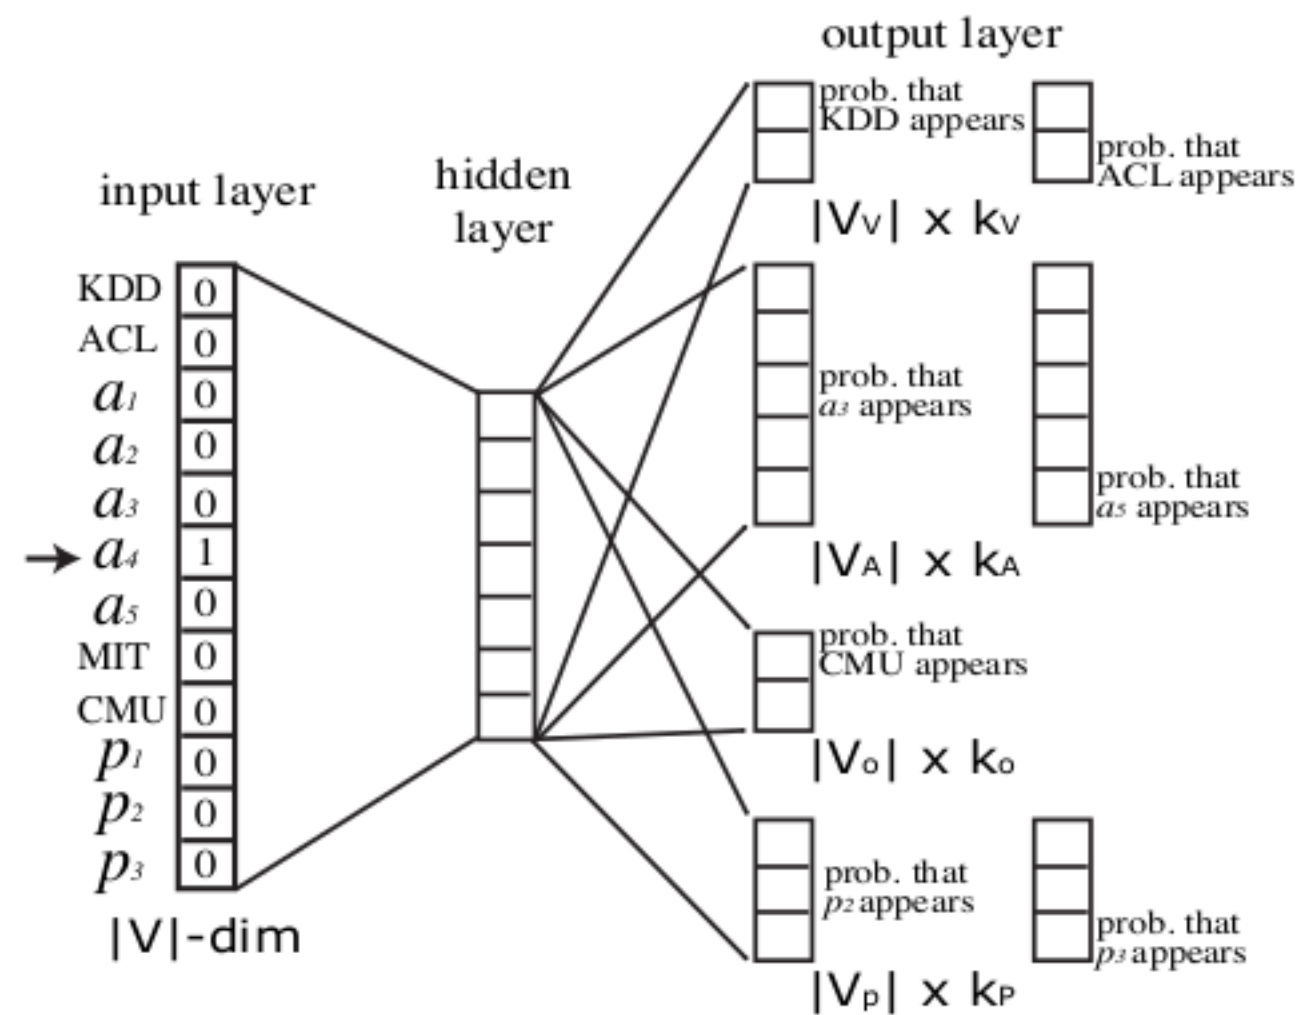 input layer
KDD 0
ACL 0
a1 0
a2 0
a3 0
a4 1
a5 0
MIT 0
CMU 0
p1 0
p2 0
p3 0
|V|-dim
hidden
layer
output layer
prob. that
KDD appears
prob. that
ACL appears
|Vv| x kv
prob. that
a3 appears
prob. that
a5 appears
|VA| x kA
prob. that
CMU appears
|Vo| x ko
prob. that
p2 appears
prob. that
p3 appears
|Vp| x kP